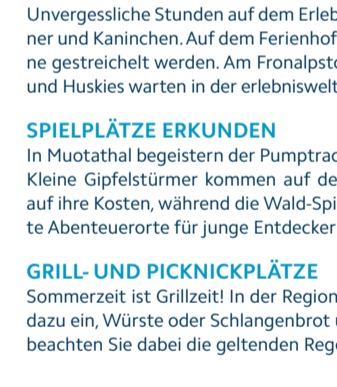 Unvergessliche Stunden auf dem Erleb
ner und Kaninchen. Auf dem Ferienhof
ne gestreichelt werden. Am Fronalpsto
und Huskies warten in der erlebniswelt
SPIELPLÄTZE ERKUNDEN
In Muotathal begeistern der Pumptrac
Kleine Gipfelstürmer kommen auf de
auf ihre Kosten, während die Wald-Spi
te Abenteuerorte für junge Entdecker
GRILL- UND PICKNICKPLÄTZE
Sommerzeit ist Grillzeit! In der Region
dazu ein, Würste oder Schlangenbrot
beachten Sie dabei die geltenden Reg